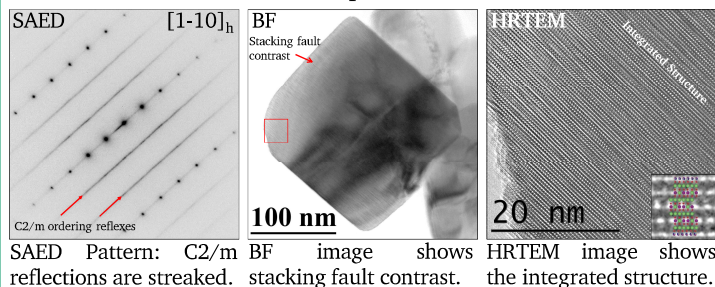 SAED
[1-10]h
C2/m ordering reflexes
SAED Pattern: C2/m
reflections are streaked.
BF
Stacking fault
contrast
100 nm
BF image shows
stacking fault contrast.
HRTEM
Integrated Structure
20 nm
HRTEM image shows
the integrated structure.